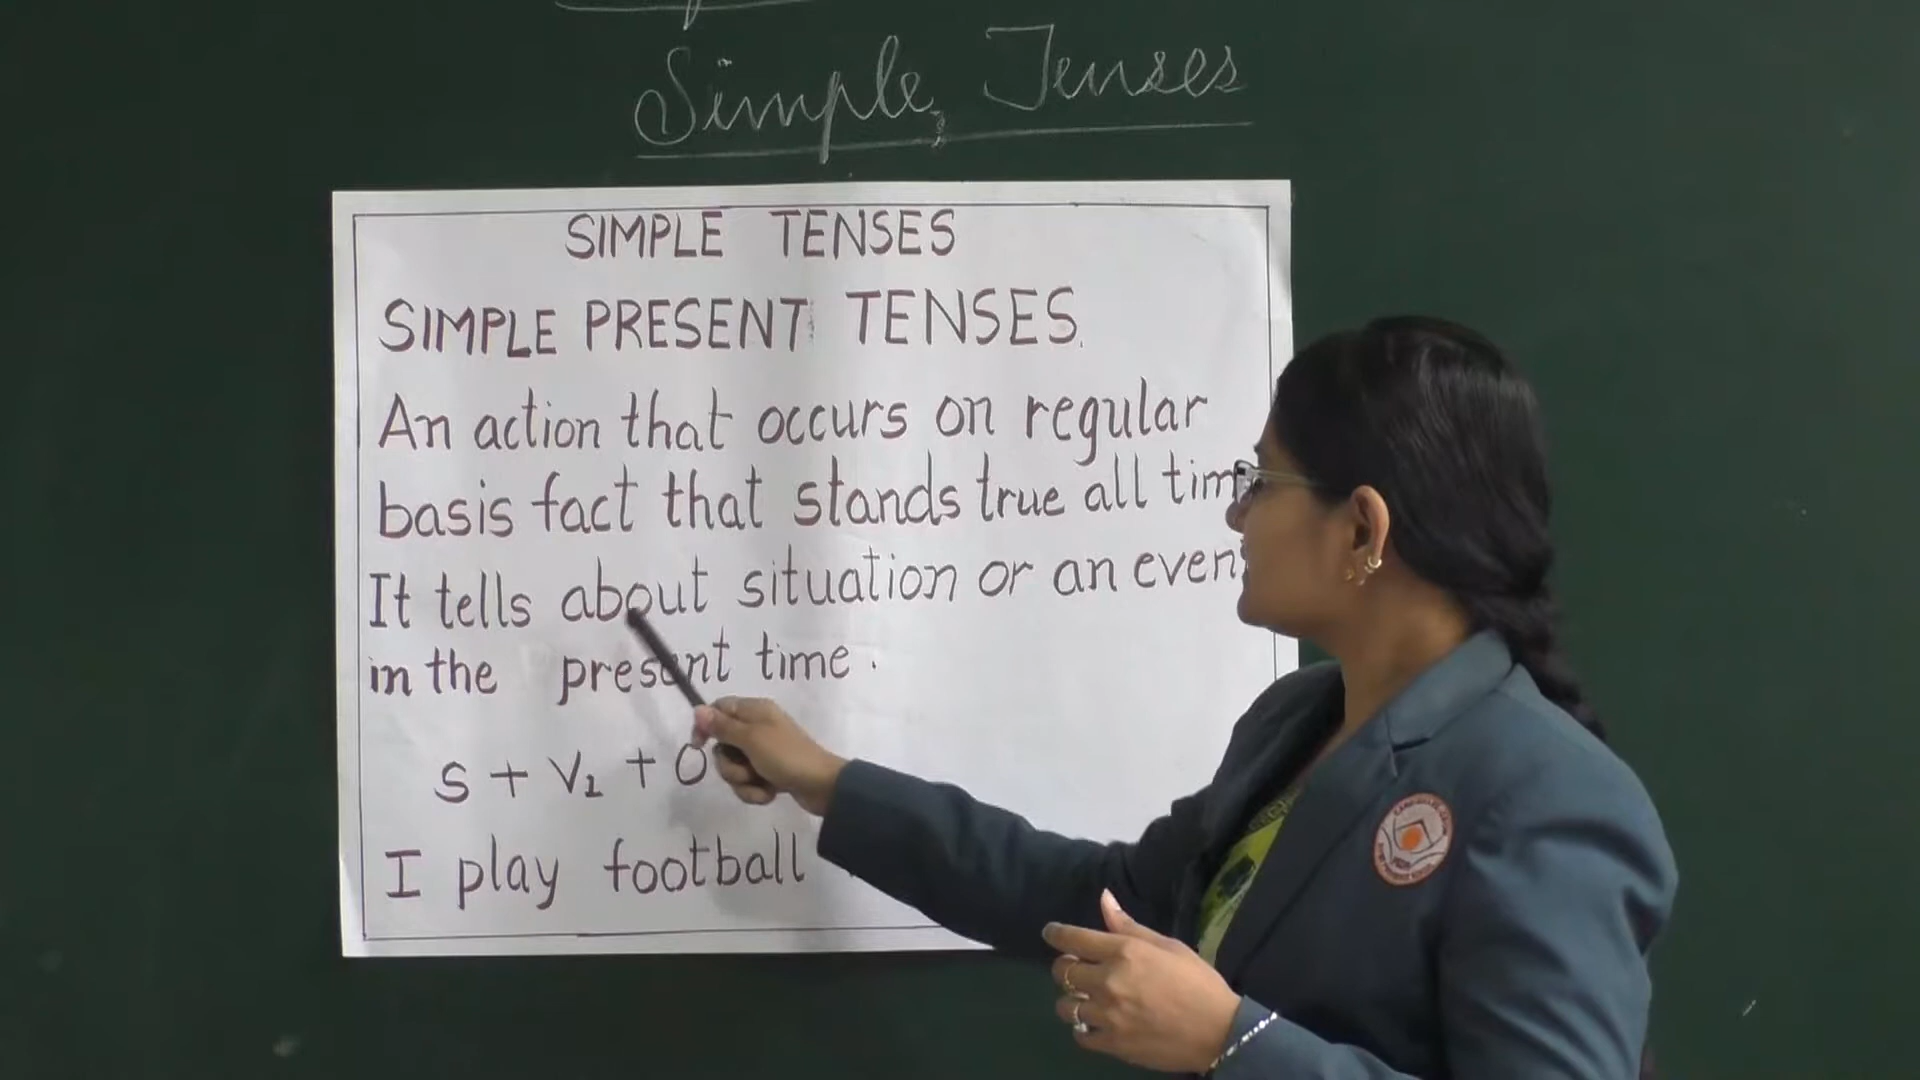 Simple Tenses
SIMPLE TENSES
SIMPLE PRESENT TENSES.
An action that occurs on regular
basis fact that stands true all tim
It tells about situation or an even
in the present time.
S + V1 + O
I play football